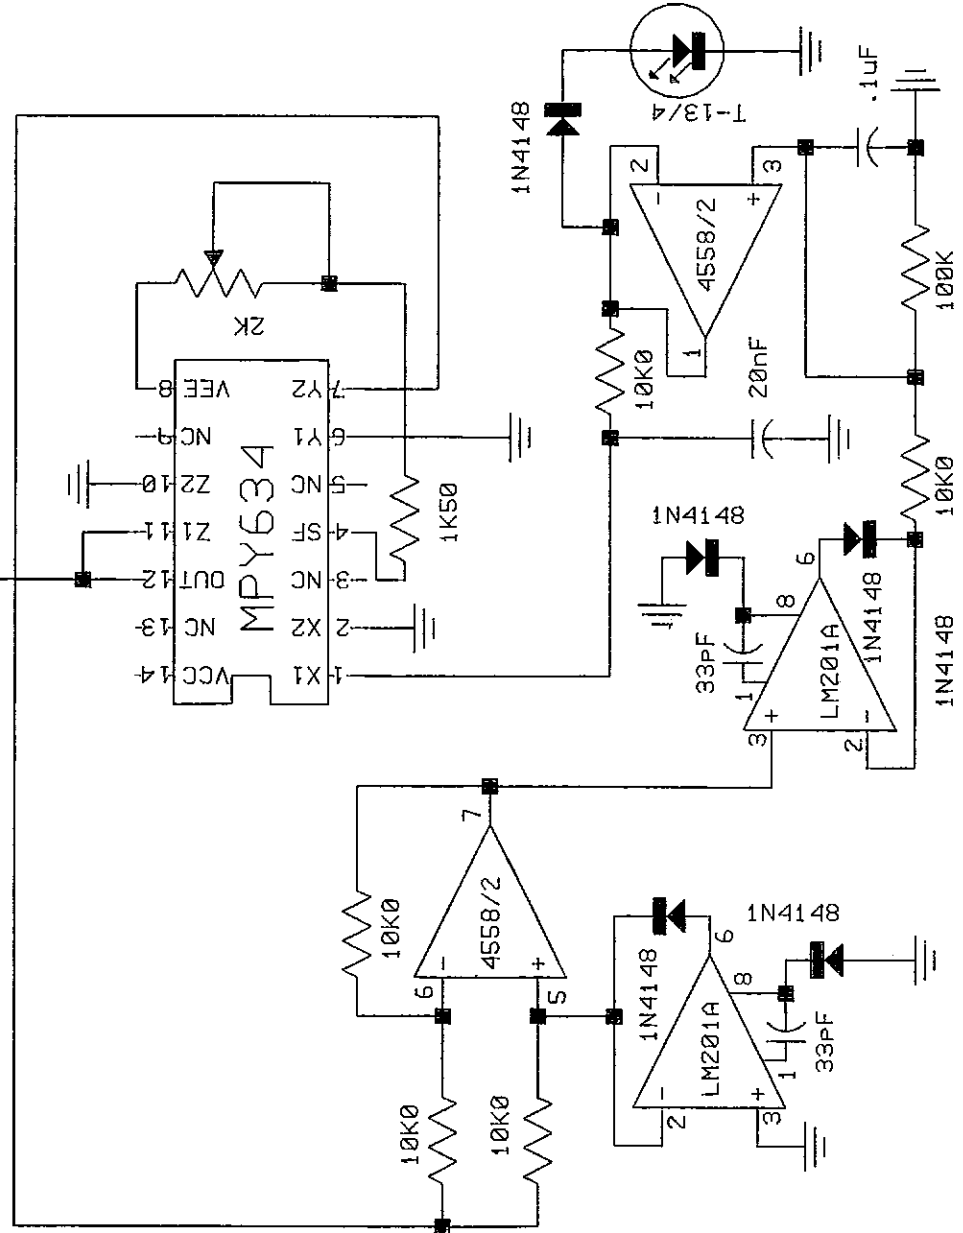 1N4148
T-13/4
.1uF
2
3
-
+
4558/2
1
2K
10K0
20nF
100K
8 VEE
Y2 7
NC 9
Y1 6
10 Z2
NC 5
11 Z1
SF 4
12 OUT
NC 3
13 NC
X2 2
14 VCC
X1 1
MPY634
1K50
10K0
1N4148
6
8
33pF
1
1N4148
LM201A
+
-
3
2
1N4148
7
10K0
4558/2
-
+
6
5
1N4148
6
1N4148
8
LM201A
33pF
1
-
+
2
3
10K0
10K0